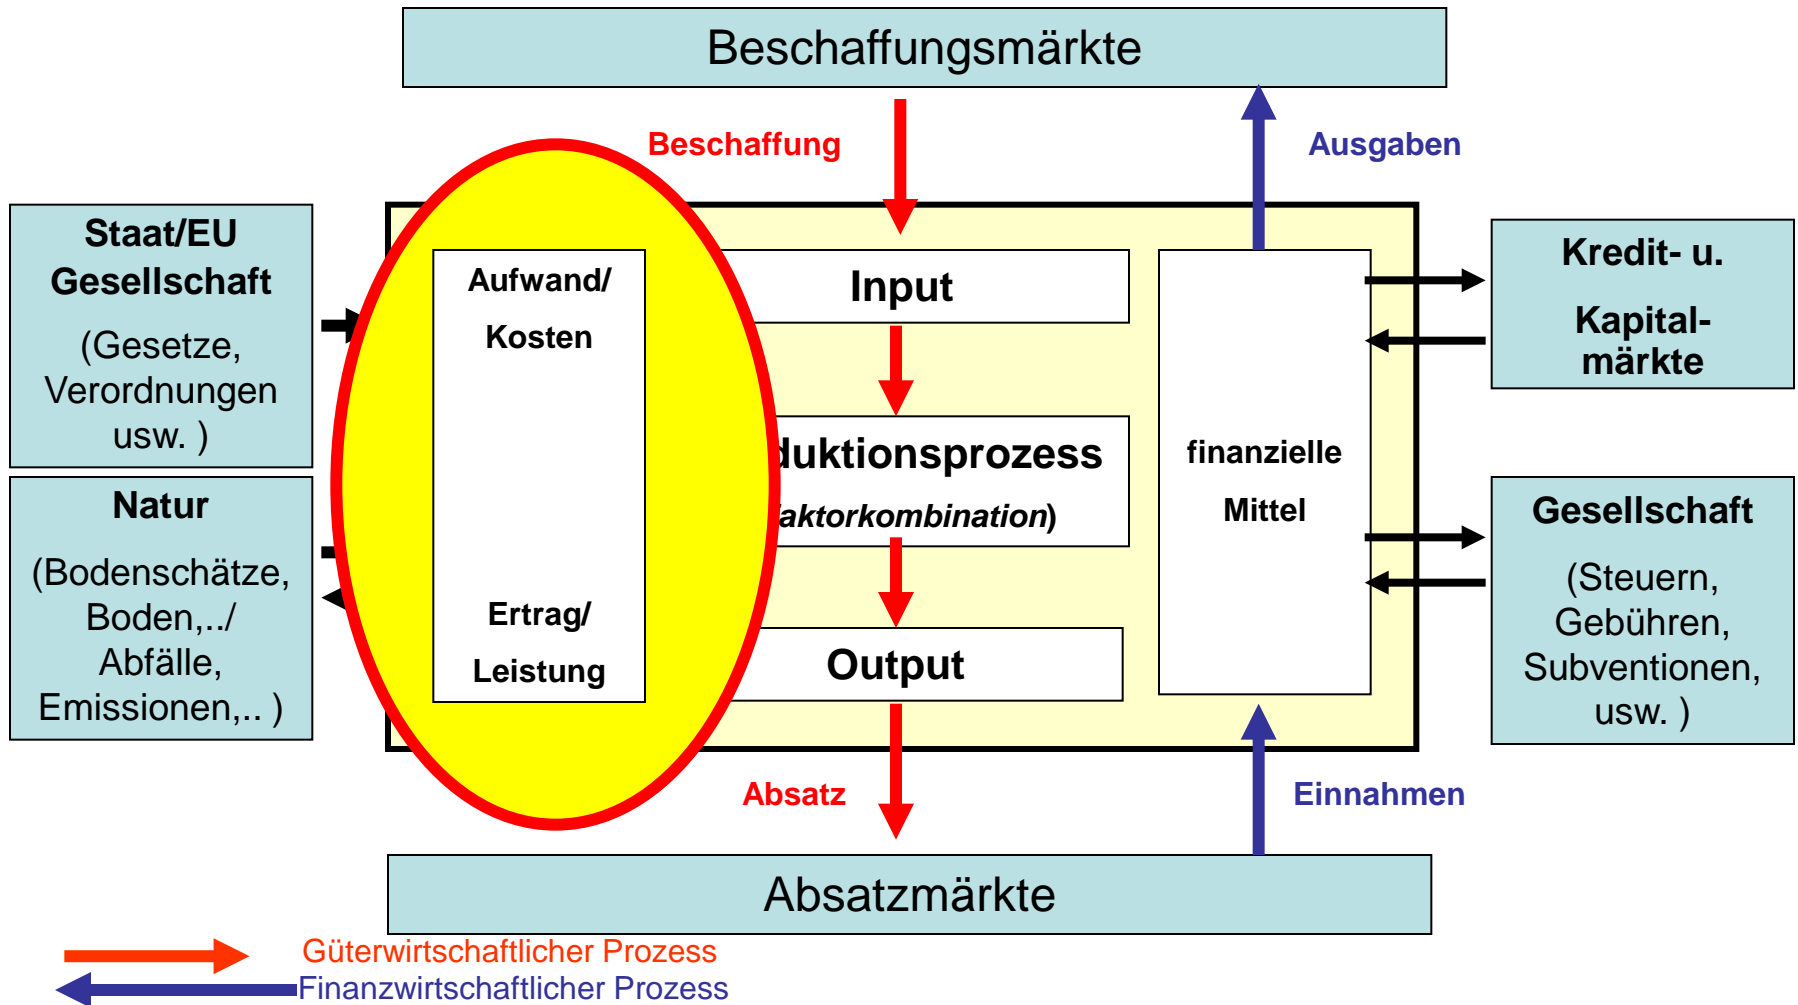 Beschaffungsmärkte
Beschaffung
Ausgaben
Staat/EU
Gesellschaft
(Gesetze,
Verordnungen
usw. )
Natur
(Bodenschätze,
Boden,../
Abfälle,
Emissionen,.. )
Aufwand/
Kosten
Ertrag/
Leistung
Input
duktionsprozess
aktorkombination)
Output
finanzielle
Mittel
Kredit- u.
Kapital-
märkte
Gesellschaft
(Steuern,
Gebühren,
Subventionen,
usw. )
Absatz
Einnahmen
Absatzmärkte
Güterwirtschaftlicher Prozess
Finanzwirtschaftlicher Prozess